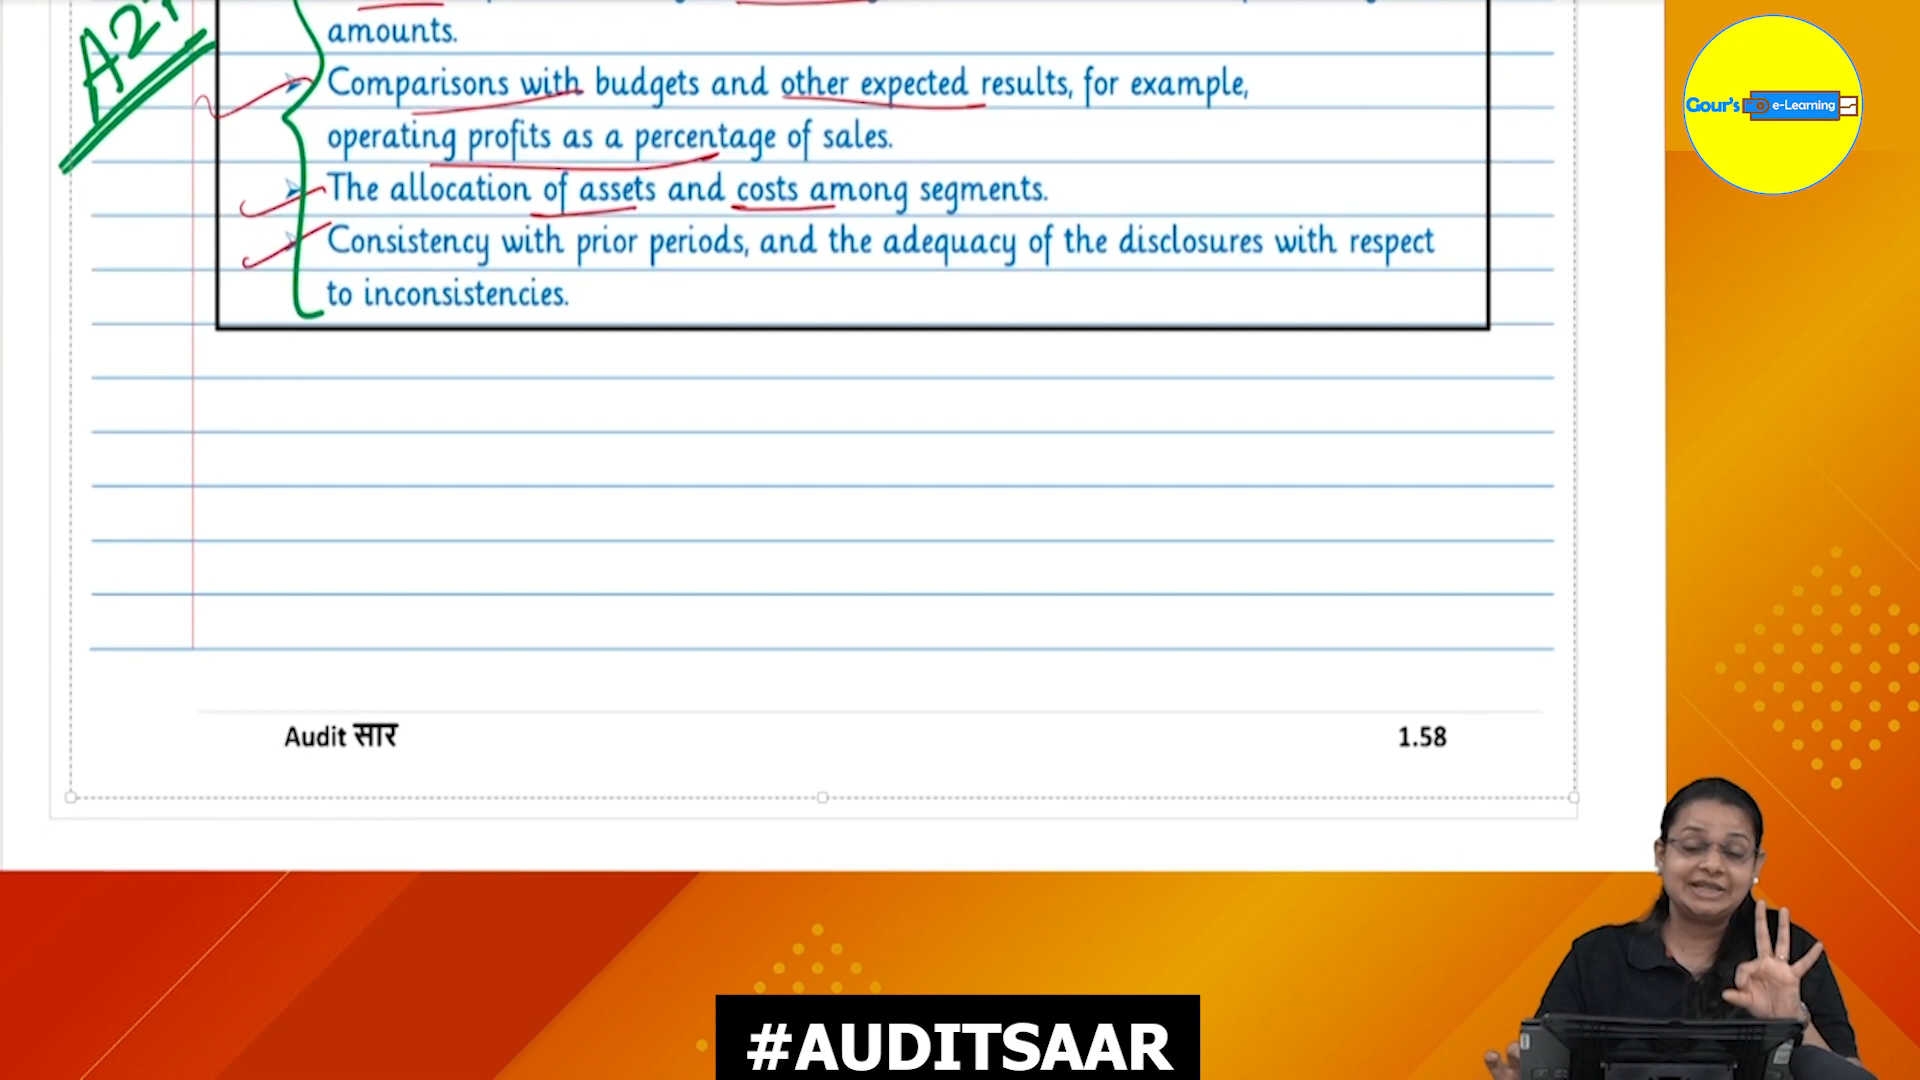 amounts.
Comparisons with budgets and other expected results, for example,
operating profits as a percentage of sales.
The allocation of assets and costs among segments.
Consistency with prior periods, and the adequacy of the disclosures with respect
to inconsistencies.
Audit सार
1.58
Gour's e-Learning
#AUDITSAAR